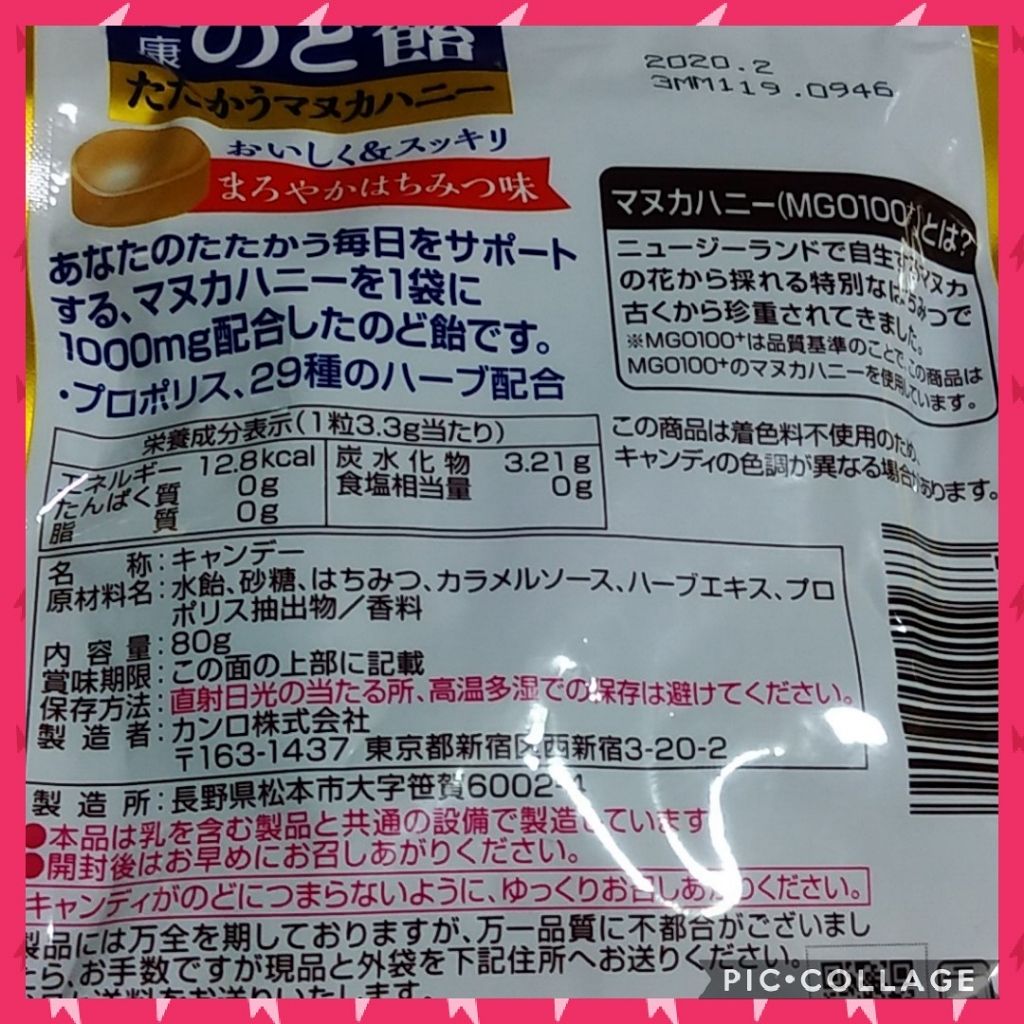 康 のど飴
たたかうマヌカハニー
おいしく&スッキリ
まろやかはちみつ味
2020.2
3MM119.0946
あなたのたたかう毎日をサポート
する、マヌカハニーを1袋に
1000mg配合したのど飴です。
・プロポリス、29種のハーブ配合
マヌカハニー(MGO100⁺)とは?
ニュージーランドで自生するマヌカ
の花から採れる特別なはちみつで
古くから珍重されてきました。
※MGO100⁺は品質基準のことで、この商品は
MGO100⁺のマヌカハニーを使用しています。
この商品は着色料不使用のため、
キャンディの色調が異なる場合があります。
栄養成分表示(1粒3.3g当たり)
エネルギー 12.8kcal 炭水化物 3.21g
たんぱく質 0g 食塩相当量 0g
脂質 0g
名称:キャンデー
原材料名:水飴、砂糖、はちみつ、カラメルソース、ハーブエキス、プロ
ポリス抽出物/香料
内容量:80g
賞味期限:この面の上部に記載
保存方法:直射日光の当たる所、高温多湿での保存は避けてください。
製造者:カンロ株式会社
〒163-1437 東京都新宿区西新宿3-20-2
製造所:長野県松本市大字笹賀6002-4
●本品は乳を含む製品と共通の設備で製造しています
●開封後はお早めにお召しあがりください。
キャンディがのどにつまらないように、ゆっくりお召しあがりください。
製品には万全を期しておりますが、万一品質に不都合がございまし
たら、お手数ですが現品と外袋を下記住所へお送りください。
PIC•COLLAGE